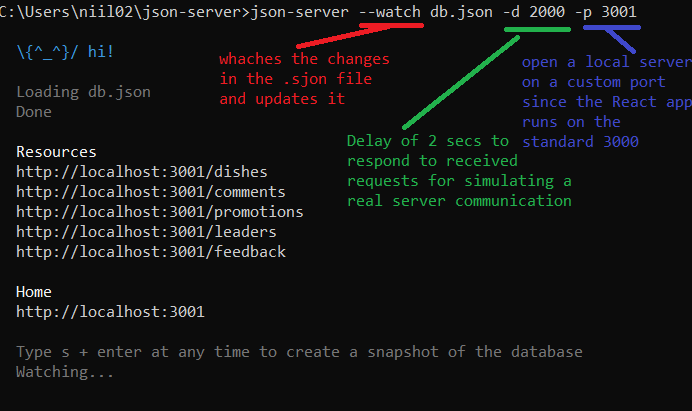 C:\Users\niil02\json-server>json-server --watch db.json -d 2000 -p 3001
\{^_^}/ hi!
Loading db.json
Done
Resources
http://localhost:3001/dishes
http://localhost:3001/comments
http://localhost:3001/promotions
http://localhost:3001/leaders
http://localhost:3001/feedback
Home
http://localhost:3001
Type s + enter at any time to create a snapshot of the database
Watching...
whaches the changes
in the .sjon file
and updates it
Delay of 2 secs to
respond to received
requests for simulating a
real server communication
open a local server
on a custom port
since the React app
runs on the
standard 3000